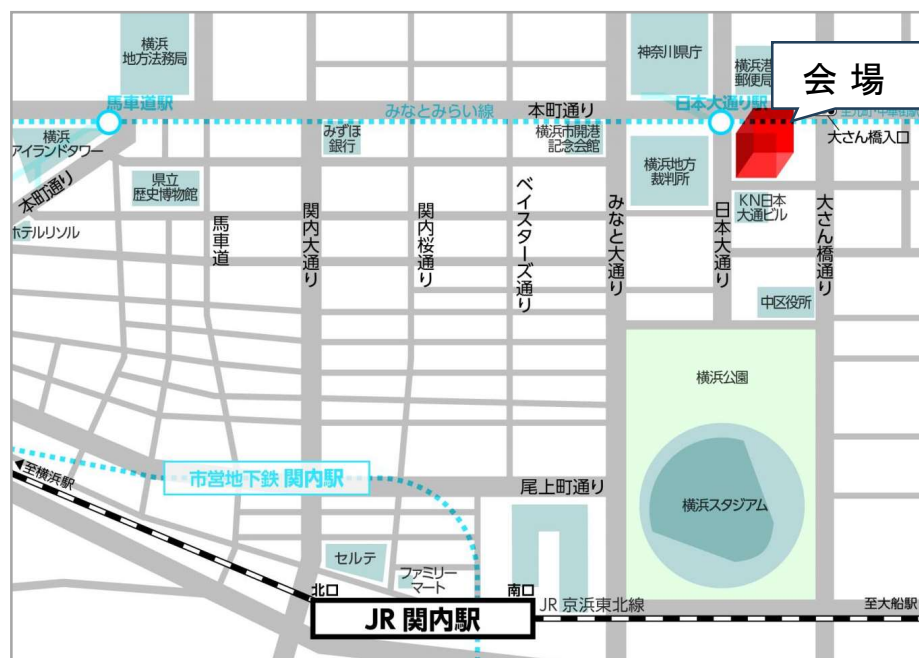 横浜
地方法務局
神奈川県庁
横浜港
郵便局
会 場
馬車道駅
みなとみらい線
本町通り
日本大通り駅
大さん橋入口
横浜
アイランドタワー
みずほ
銀行
横浜市開港
記念会館
横浜地方
裁判所
本町通り
県立
歴史博物館
KN日本
大通ビル
ホテルリソル
馬車道
関内大通り
関内桜通り
ベイスターズ通り
みなと大通り
日本大通り
大さん橋通り
中区役所
横浜公園
至横浜駅
市営地下鉄 関内駅
尾上町通り
横浜スタジアム
セルテ
ファミリー
マート
北口
南口
JR 関内駅
JR 京浜東北線
至大船駅